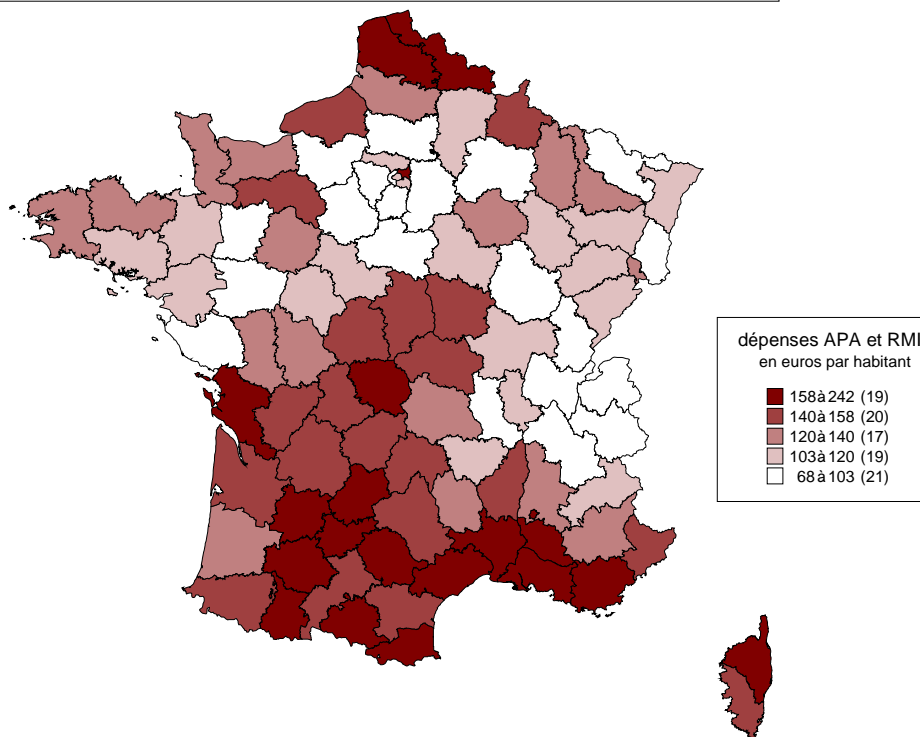 dépenses APA et RMI
en euros par habitant
158 à 242 (19)
140 à 158 (20)
120 à 140 (17)
103 à 120 (19)
68 à 103 (21)